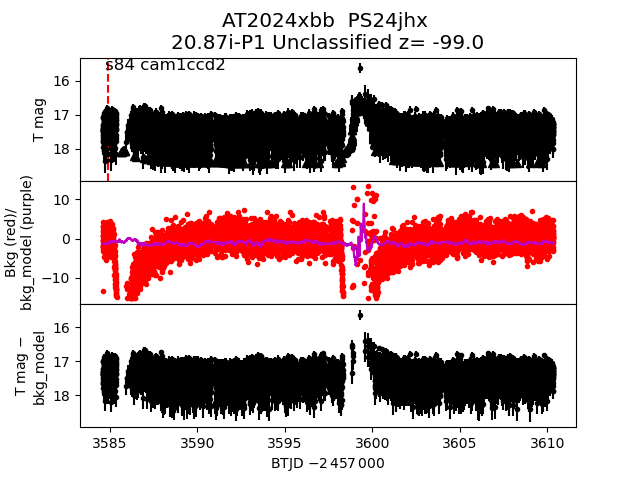 AT2024xbb  PS24jhx
20.87i-P1 Unclassified z= -99.0
s84 cam1ccd2
T mag
16
17
18
Bkg (red)/
bkg_model (purple)
10
0
−10
T mag −
bkg_model
16
17
18
3585 3590 3595 3600 3605 3610
BTJD −2 457 000